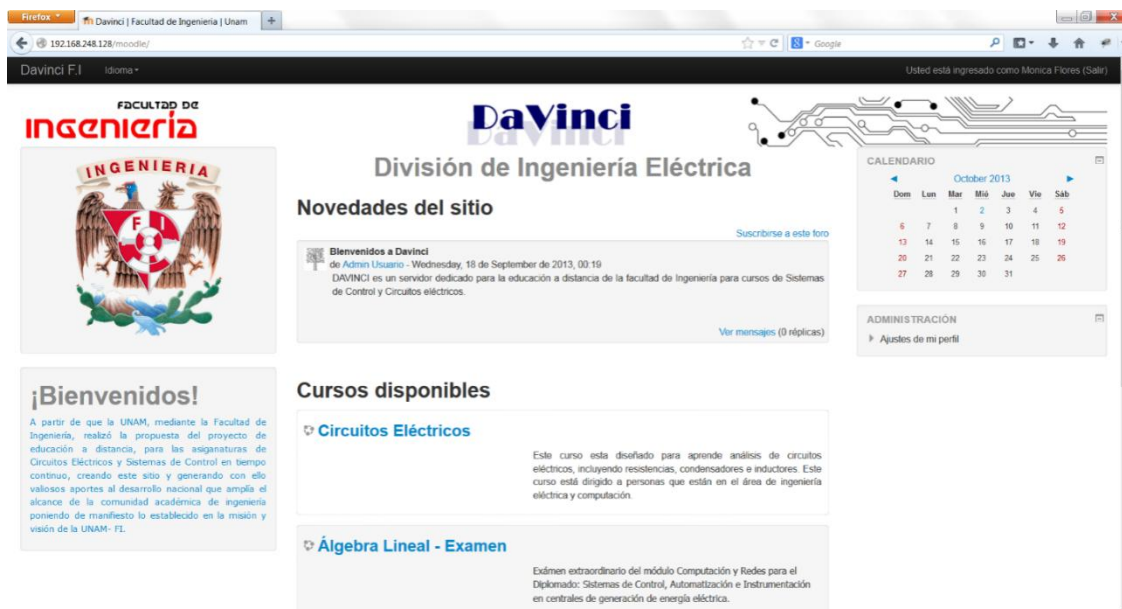 Firefox
Davinci | Facultad de Ingenieria | Unam
192.168.248.128/moodle/
Google
Davinci F.I
Idioma
Usted está ingresado como Monica Flores (Salir)
FACULTAD DE
INGENIERÍA
DaVinci
División de Ingeniería Eléctrica
INGENIERIA
F I
Novedades del sitio
Suscribirse a este foro
Bienvenidos a Davinci
de Admin Usuario - Wednesday, 18 de September de 2013, 00:19
DAVINCI es un servidor dedicado para la educación a distancia de la facultad de Ingeniería para cursos de Sistemas
de Control y Circuitos eléctricos.
Ver mensajes (0 réplicas)
CALENDARIO
October 2013
Dom Lun Mar Mié Jue Vie Sáb
1 2 3 4 5
6 7 8 9 10 11 12
13 14 15 16 17 18 19
20 21 22 23 24 25 26
27 28 29 30 31
ADMINISTRACIÓN
Ajustes de mi perfil
¡Bienvenidos!
A partir de que la UNAM, mediante la Facultad de
Ingeniería, realizó la propuesta del proyecto de
educación a distancia, para las asiganaturas de
Circuitos Eléctricos y Sistemas de Control en tiempo
continuo, creando este sitio y generando con ello
valiosos aportes al desarrollo nacional que amplía el
alcance de la comunidad académica de ingeniería
poniendo de manifiesto lo establecido en la misión y
visión de la UNAM- FI.
Cursos disponibles
Circuitos Eléctricos
Este curso esta diseñado para aprende análisis de circuitos
eléctricos, incluyendo resistencias, condensadores e inductores. Este
curso está dirigido a personas que están en el área de ingeniería
eléctrica y computación.
Álgebra Lineal - Examen
Exámen extraordinario del módulo Computación y Redes para el
Diplomado: Sistemas de Control, Automatización e Instrumentación
en centrales de generación de energía eléctrica.